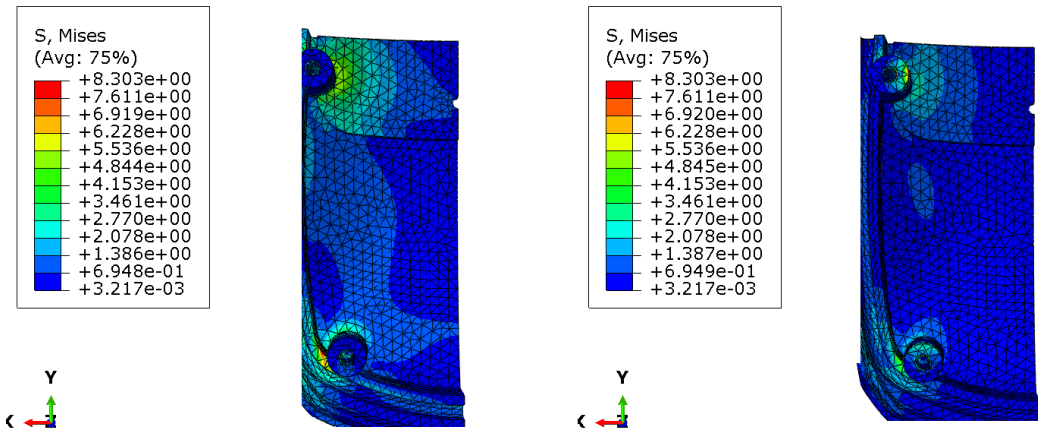 S, Mises
(Avg: 75%)
+8.303e+00
+7.611e+00
+6.919e+00
+6.228e+00
+5.536e+00
+4.844e+00
+4.153e+00
+3.461e+00
+2.770e+00
+2.078e+00
+1.386e+00
+6.948e-01
+3.217e-03
Y
X
S, Mises
(Avg: 75%)
+8.303e+00
+7.611e+00
+6.920e+00
+6.228e+00
+5.536e+00
+4.845e+00
+4.153e+00
+3.461e+00
+2.770e+00
+2.078e+00
+1.387e+00
+6.949e-01
+3.217e-03
Y
X